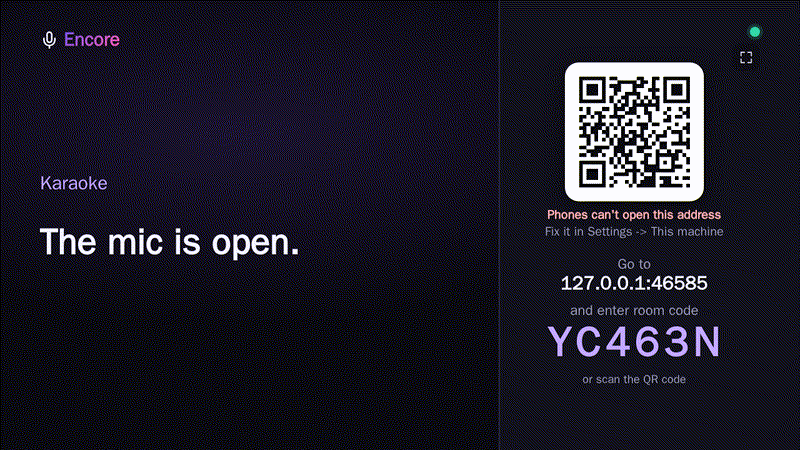 Encore
Karaoke
The mic is open.
Phones can't open this address
Fix it in Settings -> This machine
Go to
127.0.0.1:46585
and enter room code
YC463N
or scan the QR code